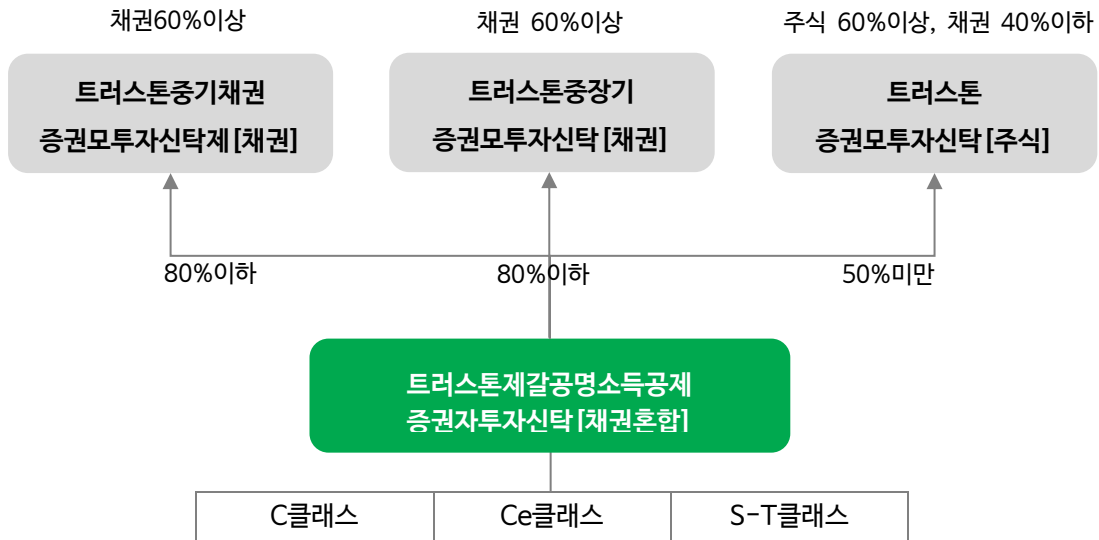 채권60%이상
채권 60%이상
주식 60%이상, 채권 40%이하
트러스톤중기채권
증권모투자신탁제[채권]
트러스톤중장기
증권모투자신탁[채권]
트러스톤
증권모투자신탁[주식]
80%이하
80%이하
50%미만
트러스톤제갈공명소득공제
증권자투자신탁[채권혼합]
C클래스
Ce클래스
S-T클래스